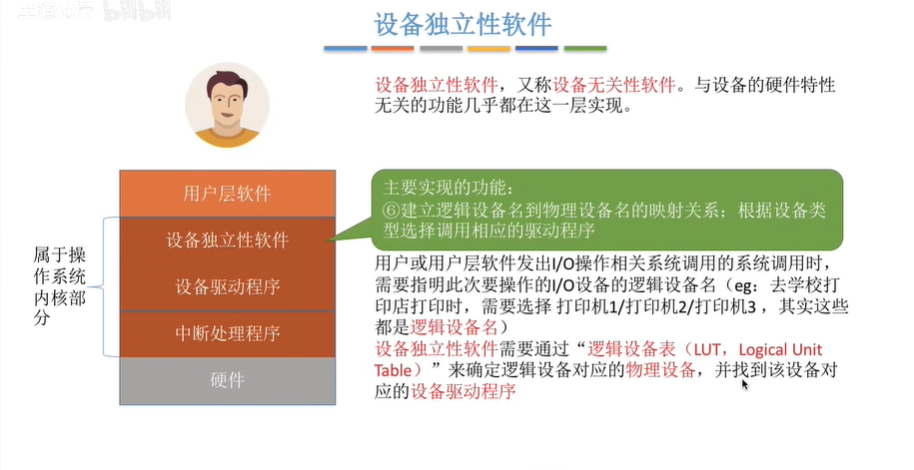 bilibili
设备独立性软件
设备独立性软件，又称设备无关性软件。与设备的硬件特性
无关的功能几乎都在这一层实现。
用户层软件
设备独立性软件
设备驱动程序
中断处理程序
硬件
属于操
作系统
内核部
分
主要实现的功能：
⑥建立逻辑设备名到物理设备名的映射关系；根据设备类
型选择调用相应的驱动程序
用户或用户层软件发出I/O操作相关系统调用的系统调用时，
需要指明此次要操作的I/O设备的逻辑设备名（eg：去学校打
印店打印时，需要选择 打印机1/打印机2/打印机3 ，其实这些
都是逻辑设备名）
设备独立性软件需要通过“逻辑设备表（LUT，Logical Unit
Table）”来确定逻辑设备对应的物理设备，并找到该设备对
应的设备驱动程序